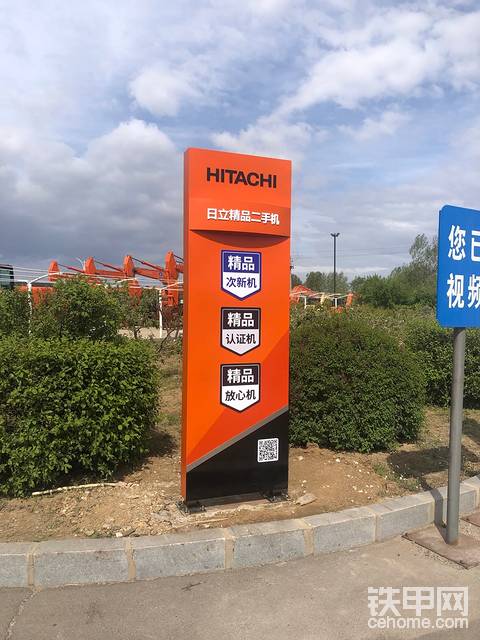 HITACHI
日立精品二手机
精品
次新机
精品
认证机
精品
放心机
您已
视频
铁甲网
cehome.com